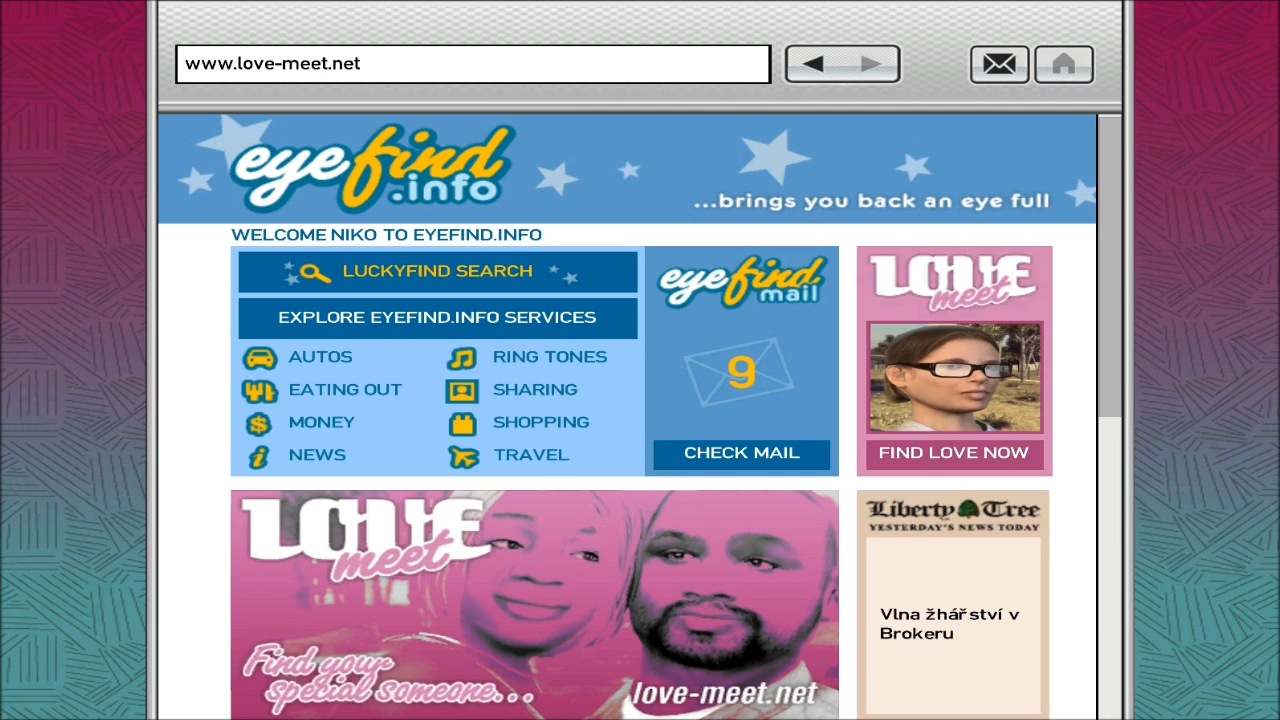 www.love-meet.net
eyefind
.info
...brings you back an eye full
WELCOME NIKO TO EYEFIND.INFO
LUCKYFIND SEARCH
EXPLORE EYEFIND.INFO SERVICES
AUTOS
RING TONES
EATING OUT
SHARING
MONEY
SHOPPING
NEWS
TRAVEL
eyefind
mail
9
CHECK MAIL
LOVE
meet
FIND LOVE NOW
LOVE
meet
Find your
special someone...
love-meet.net
Liberty Tree
YESTERDAY'S NEWS TODAY
Vlna žhářství v
Brokeru